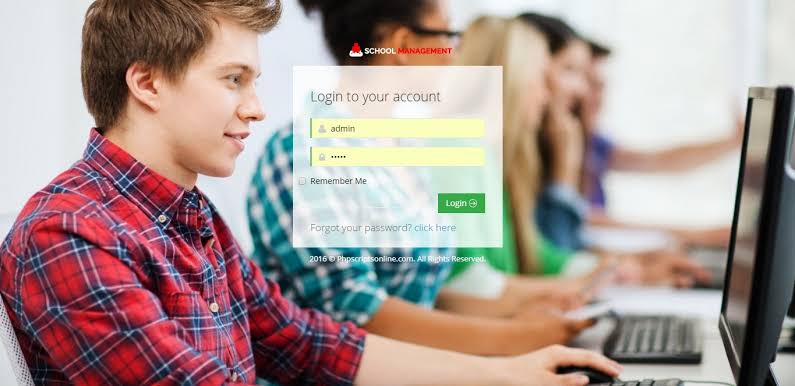 SCHOOL MANAGEMENT
Login to your account
admin
•••••
Remember Me
Login
Forgot your password? click here
2016 © Phpscriptsonline.com. All Rights Reserved.